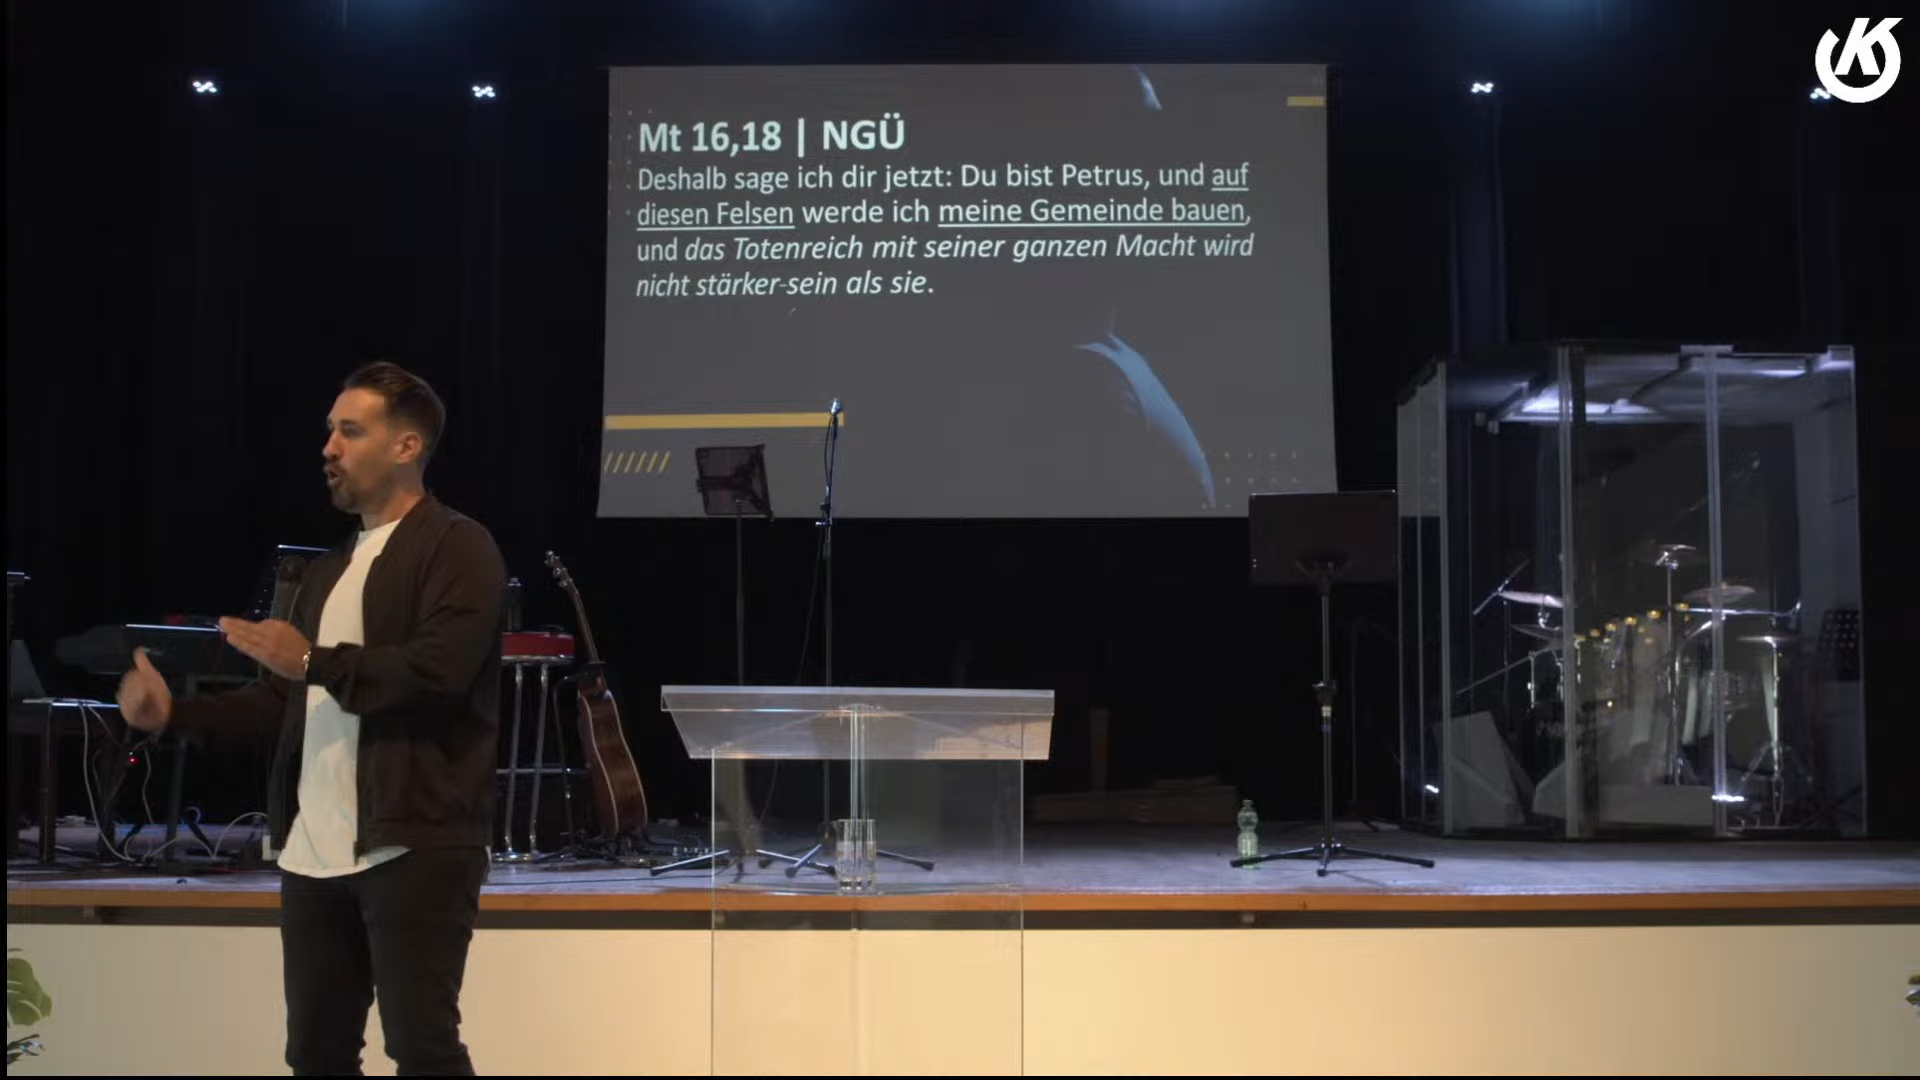 Mt 16,18 | NGÜ
Deshalb sage ich dir jetzt: Du bist Petrus, und auf
diesen Felsen werde ich meine Gemeinde bauen,
und das Totenreich mit seiner ganzen Macht wird
nicht stärker-sein als sie.